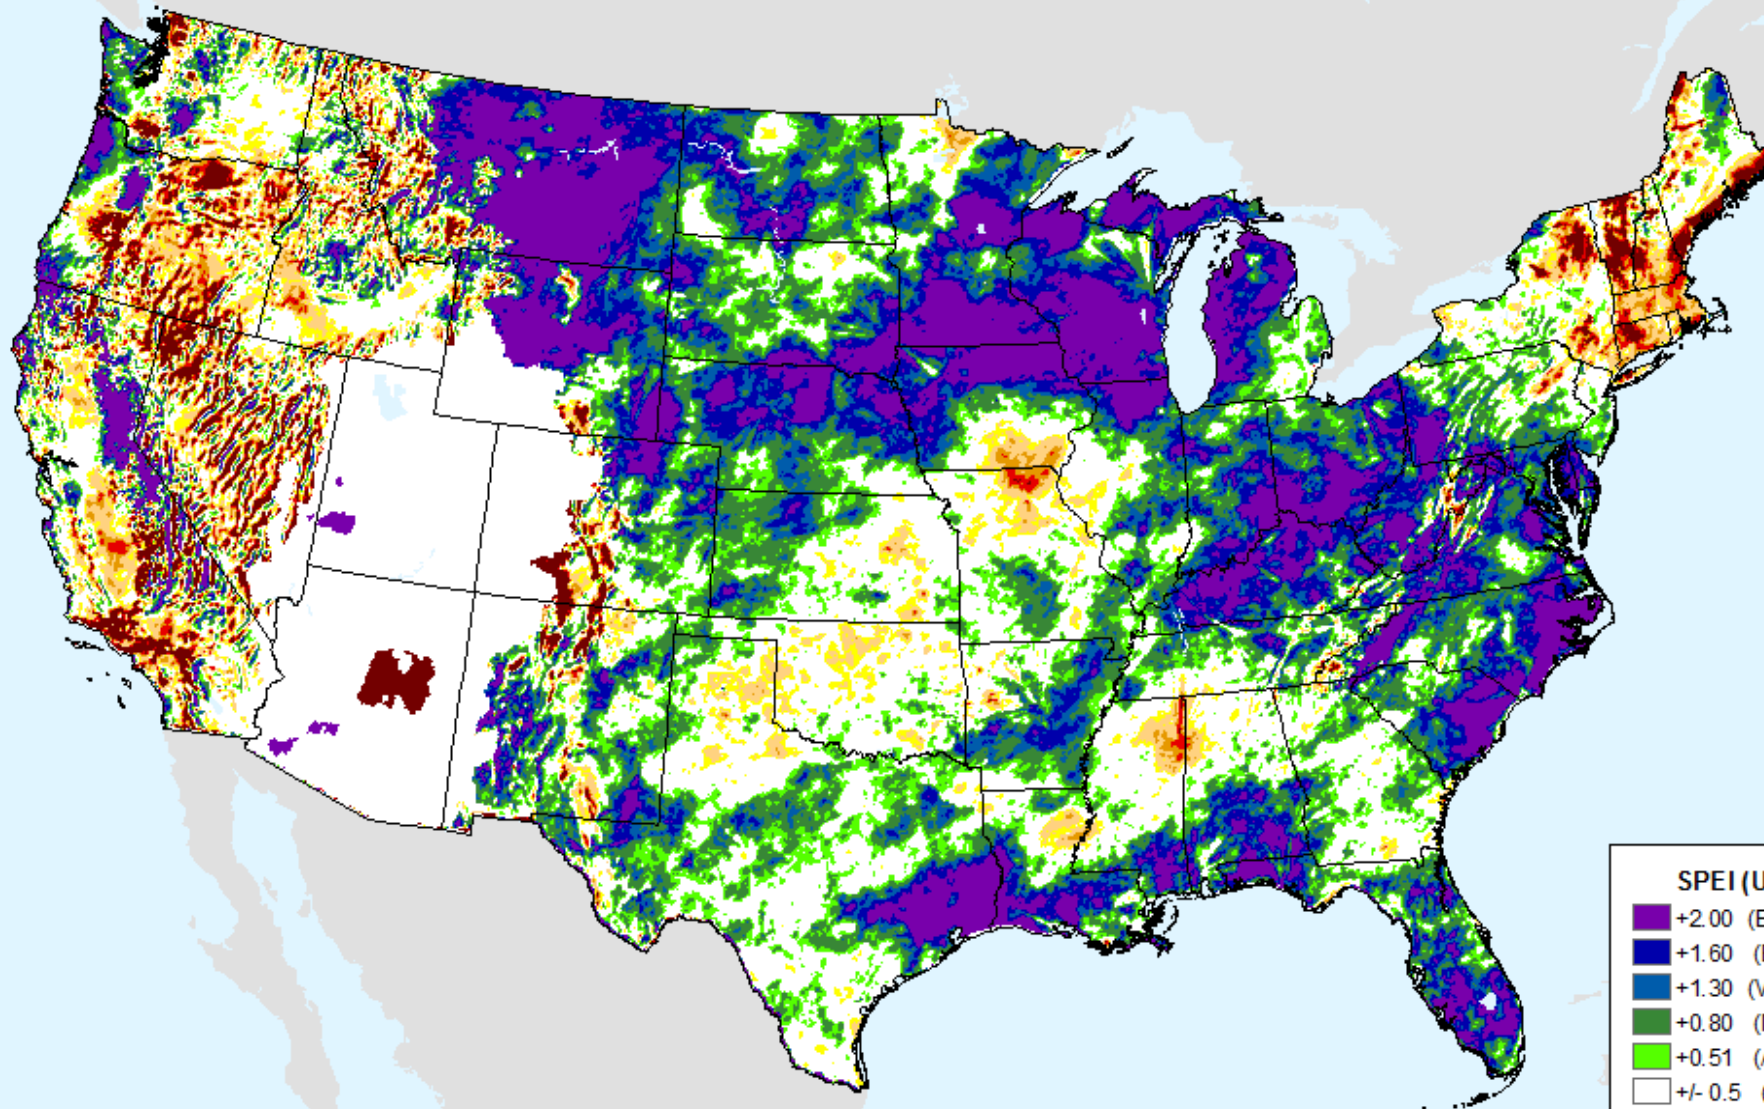 SPEI (U
+2.00 (E
+1.60 (
+1.30 (V
+0.80 (
+0.51 (
+/- 0.5 (